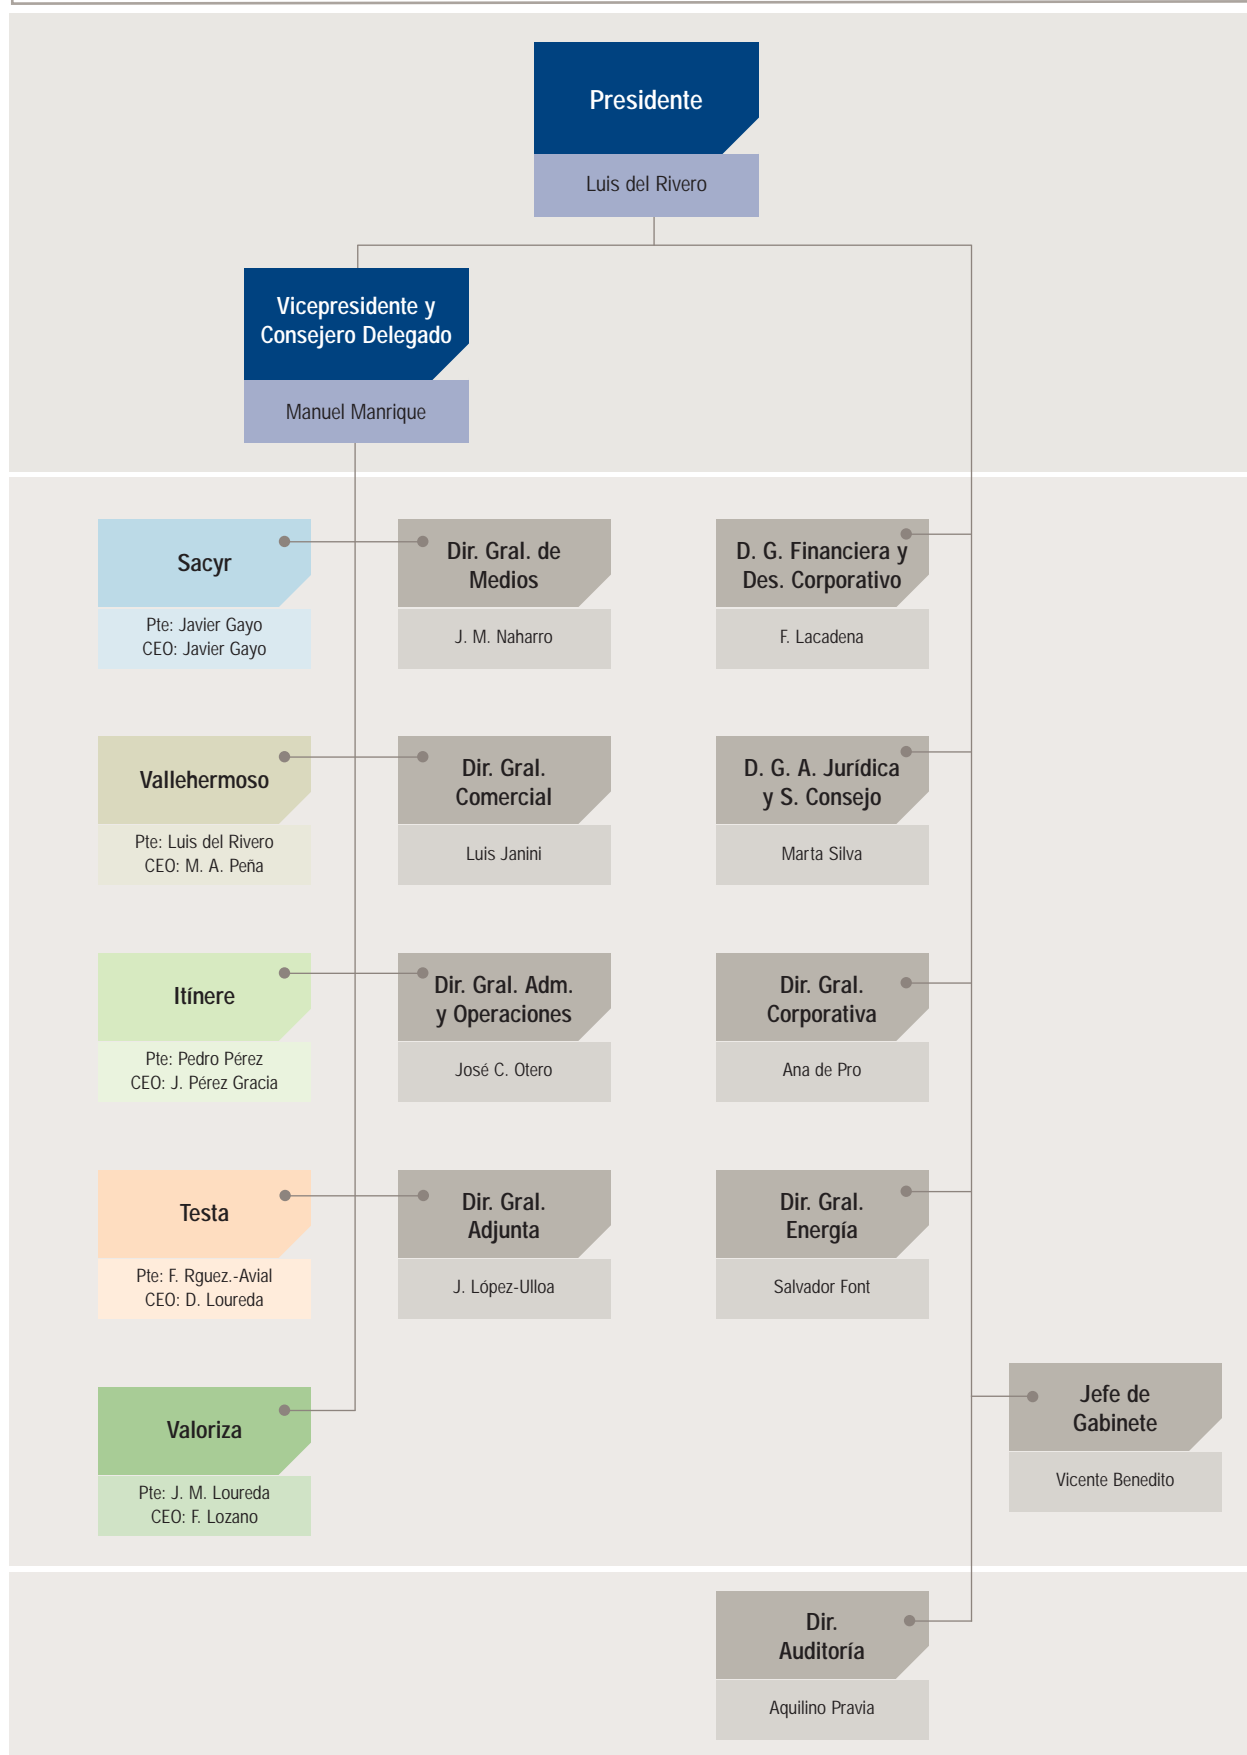 Presidente
Luis del Rivero
Vicepresidente y
Consejero Delegado
Manuel Manrique
Sacyr
Pte: Javier Gayo
CEO: Javier Gayo
Dir. Gral. de
Medios
J. M. Naharro
D. G. Financiera y
Des. Corporativo
F. Lacadena
Vallehermoso
Pte: Luis del Rivero
CEO: M. A. Peña
Dir. Gral.
Comercial
Luis Janini
D. G. A. Jurídica
y S. Consejo
Marta Silva
Itínere
Pte: Pedro Pérez
CEO: J. Pérez Gracia
Dir. Gral. Adm.
y Operaciones
José C. Otero
Dir. Gral.
Corporativa
Ana de Pro
Testa
Pte: F. Rguez.-Avial
CEO: D. Loureda
Dir. Gral.
Adjunta
J. López-Ulloa
Dir. Gral.
Energía
Salvador Font
Valoriza
Pte: J. M. Loureda
CEO: F. Lozano
Jefe de
Gabinete
Vicente Benedito
Dir.
Auditoría
Aquilino Pravia